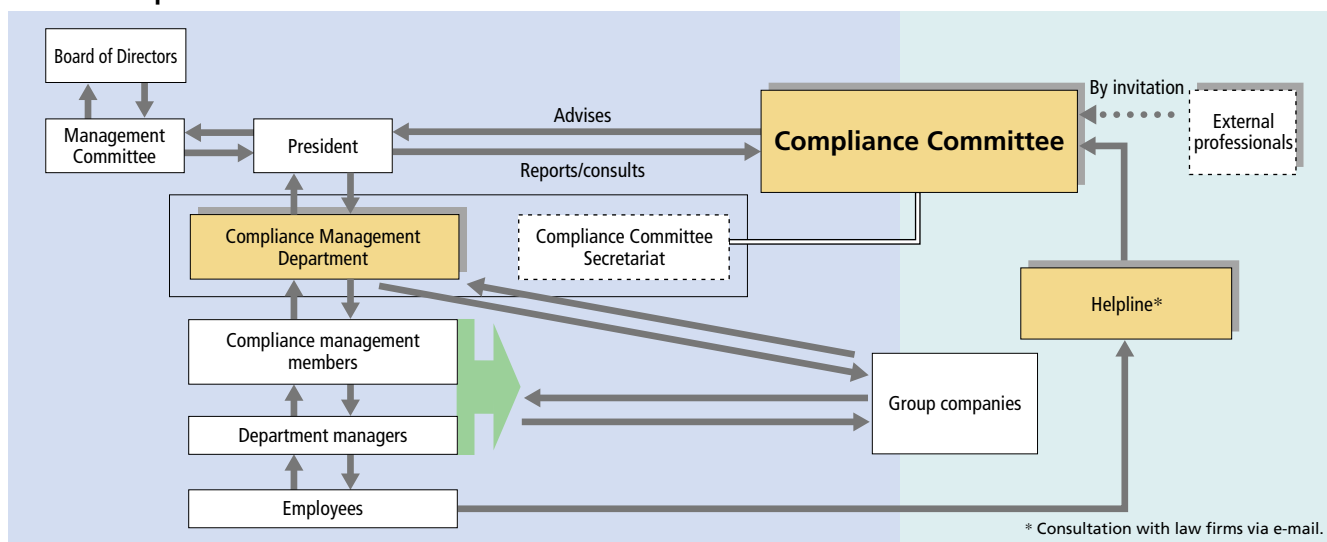 Board of Directors
Management
Committee
President
Advises
Reports/consults
Compliance Committee
By invitation
External
professionals
Compliance Management
Department
Compliance Committee
Secretariat
Helpline*
Compliance management
members
Group companies
Department managers
Employees
* Consultation with law firms via e-mail.